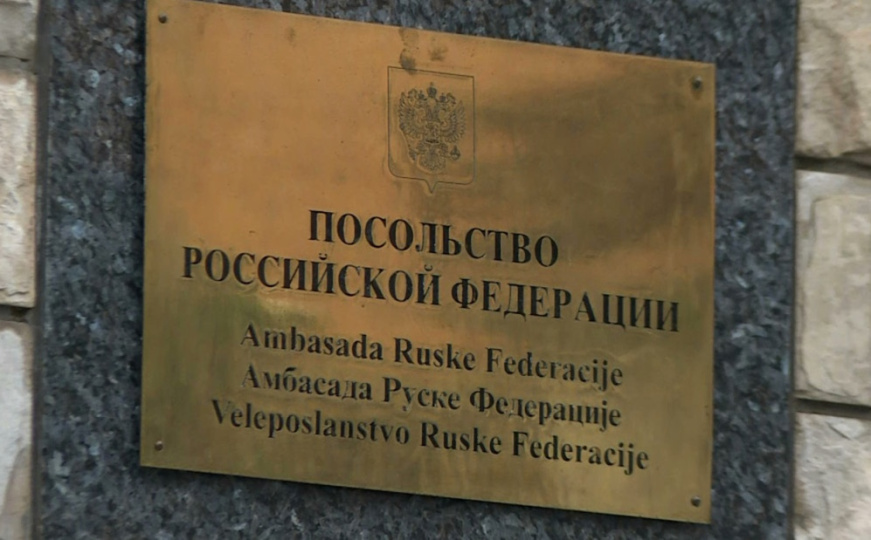 ПОСОЛЬСТВО
РОССИЙСКОЙ ФЕДЕРАЦИИ
Ambasada Ruske Federacije
Амбасада Руске Федерације
Veleposlanstvo Ruske Federacije